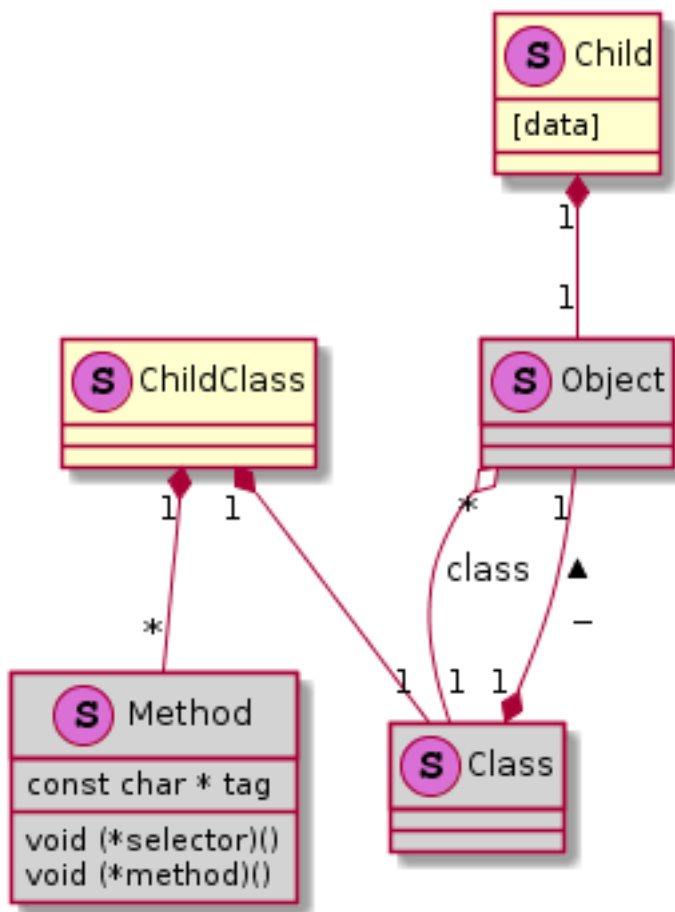 S Child
[data]
1
1
S ChildClass
S Object
1
1
*
1
class
▲
_
*
1
1
1
S Method
const char * tag
void (*selector)()
void (*method)()
S Class